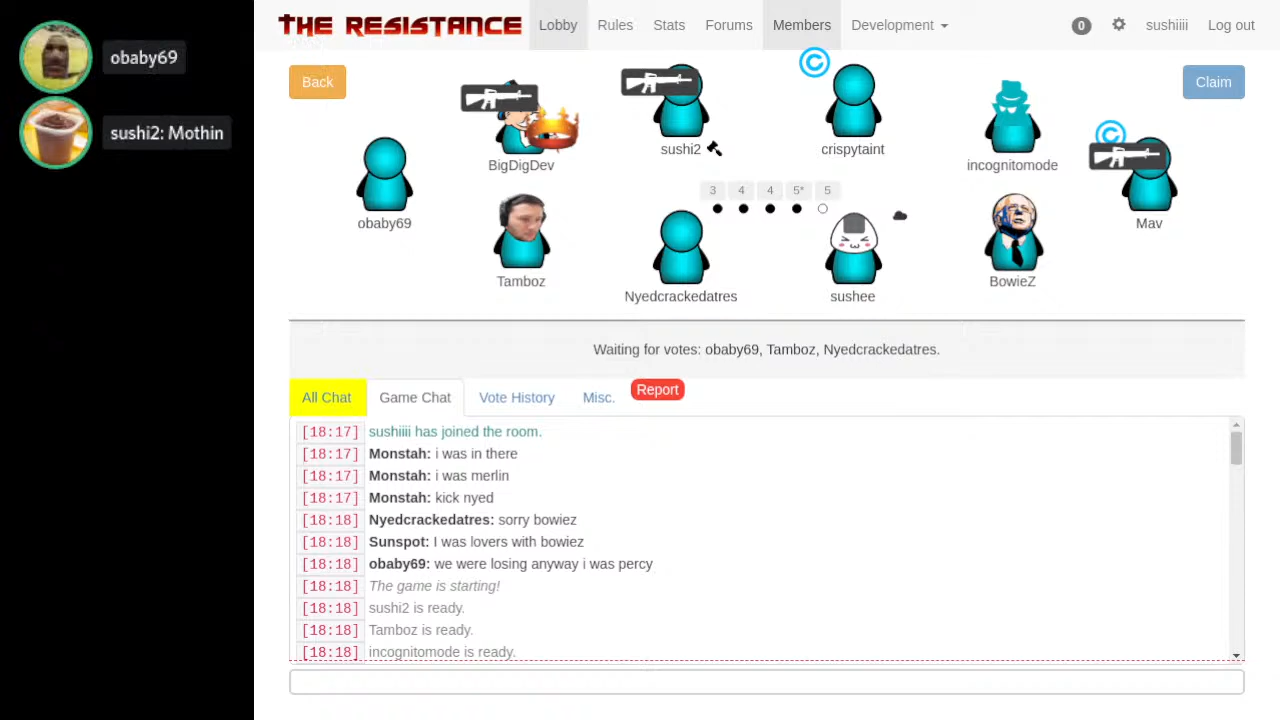 obaby69
sushi2: Mothin
THE RESISTANCE Lobby Rules Stats Forums Members Development 0 sushiiii Log out
Back
Claim
BigDigDev
sushi2
crispytaint
incognitomode
obaby69
Mav
3 4 4 5* 5
Tamboz
Nyedcrackedatres
sushee
BowieZ
Waiting for votes: obaby69, Tamboz, Nyedcrackedatres.
All Chat Game Chat Vote History Misc. Report
[18:17] sushiiii has joined the room.
[18:17] Monstah: i was in there
[18:17] Monstah: i was merlin
[18:17] Monstah: kick nyed
[18:18] Nyedcrackedatres: sorry bowiez
[18:18] Sunspot: I was lovers with bowiez
[18:18] obaby69: we were losing anyway i was percy
[18:18] The game is starting!
[18:18] sushi2 is ready.
[18:18] Tamboz is ready.
[18:18] incognitomode is ready.